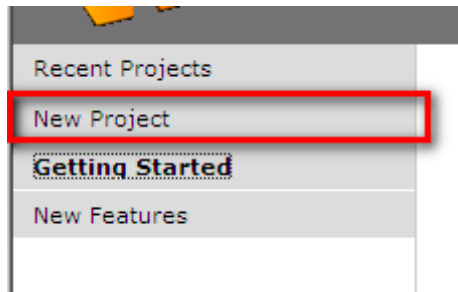 Recent Projects
New Project
Getting Started
New Features